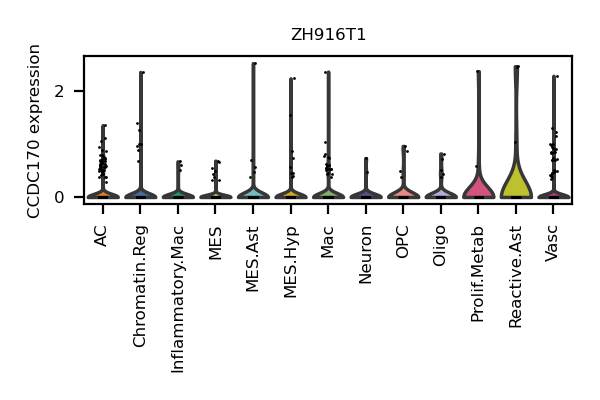 ZH916T1
CCDC170 expression
2
0
AC
Chromatin.Reg
Inflammatory.Mac
MES
MES.Ast
MES.Hyp
Mac
Neuron
OPC
Oligo
Prolif.Metab
Reactive.Ast
Vasc